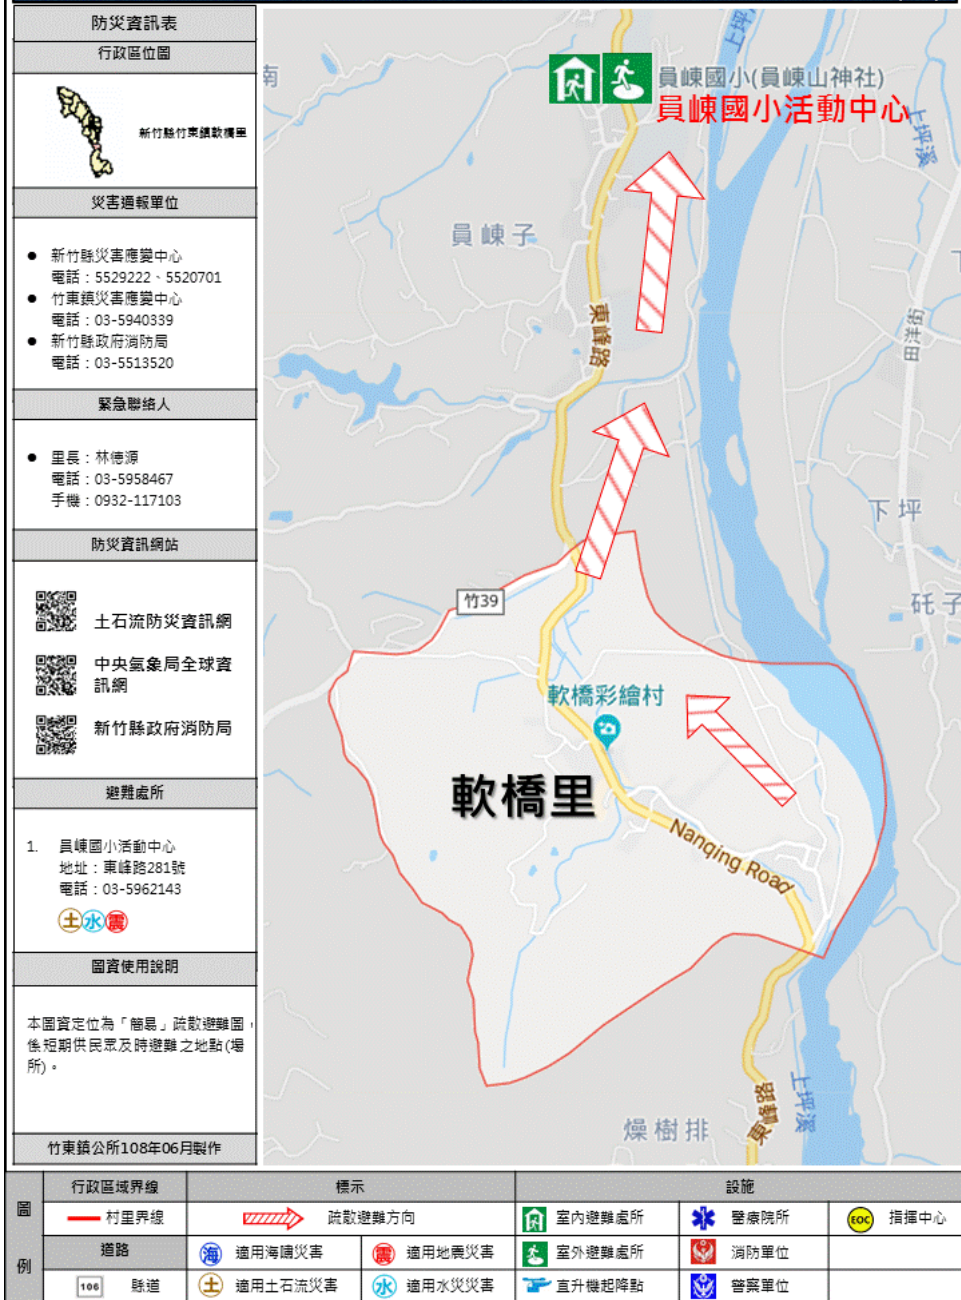 防災資訊表
行政區位圖
新竹縣竹東鎮軟橋里
災害通報單位
● 新竹縣災害應變中心
電話：5529222、5520701
● 竹東鎮災害應變中心
電話：03-5940339
● 新竹縣政府消防局
電話：03-5513520
緊急聯絡人
● 里長：林德源
電話：03-5958467
手機：0932-117103
防災資訊網站
土石流防災資訊網
中央氣象局全球資
訊網
新竹縣政府消防局
避難處所
1. 員崠國小活動中心
地址：東峰路281號
電話：03-5962143
土 水 震
圖資使用說明
本圖資定位為「簡易」疏散避難圖，
後短期供民眾及時避難之地點(場
所)。
竹東鎮公所108年06月製作
南
上坪
員崠國小(員崠山神社)
員崠國小活動中心
上坪溪
員崠子
下
東峰路
田洋街
下坪
竹39
砤子
軟橋彩繪村
軟橋里
Nanqing Road
上坪溪
東峰路
燥樹排
圖例
行政區域界線
標示
設施
村里界線
疏散避難方向
室內避難處所
醫療院所
EOC 指揮中心
道路
海 適用海嘯災害
震 適用地震災害
室外避難處所
消防單位
106 縣道
土 適用土石流災害
水 適用水災災害
直升機起降點
警察單位